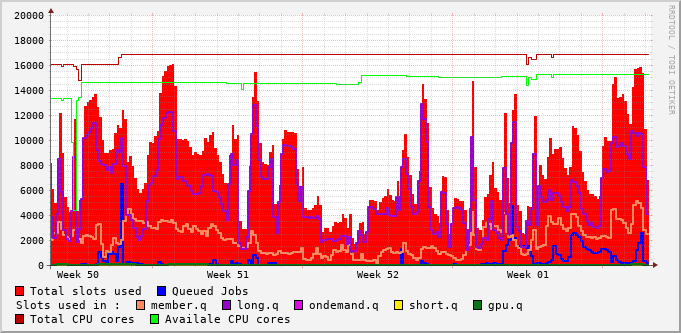 20000
18000
16000
14000
12000
10000
8000
6000
4000
2000
0
Week 50 Week 51 Week 52 Week 01
Total slots used Queued Jobs
Slots used in : member.q long.q ondemand.q short.q gpu.q
Total CPU cores Availale CPU cores
RRDTOOL / TOBI OETIKER